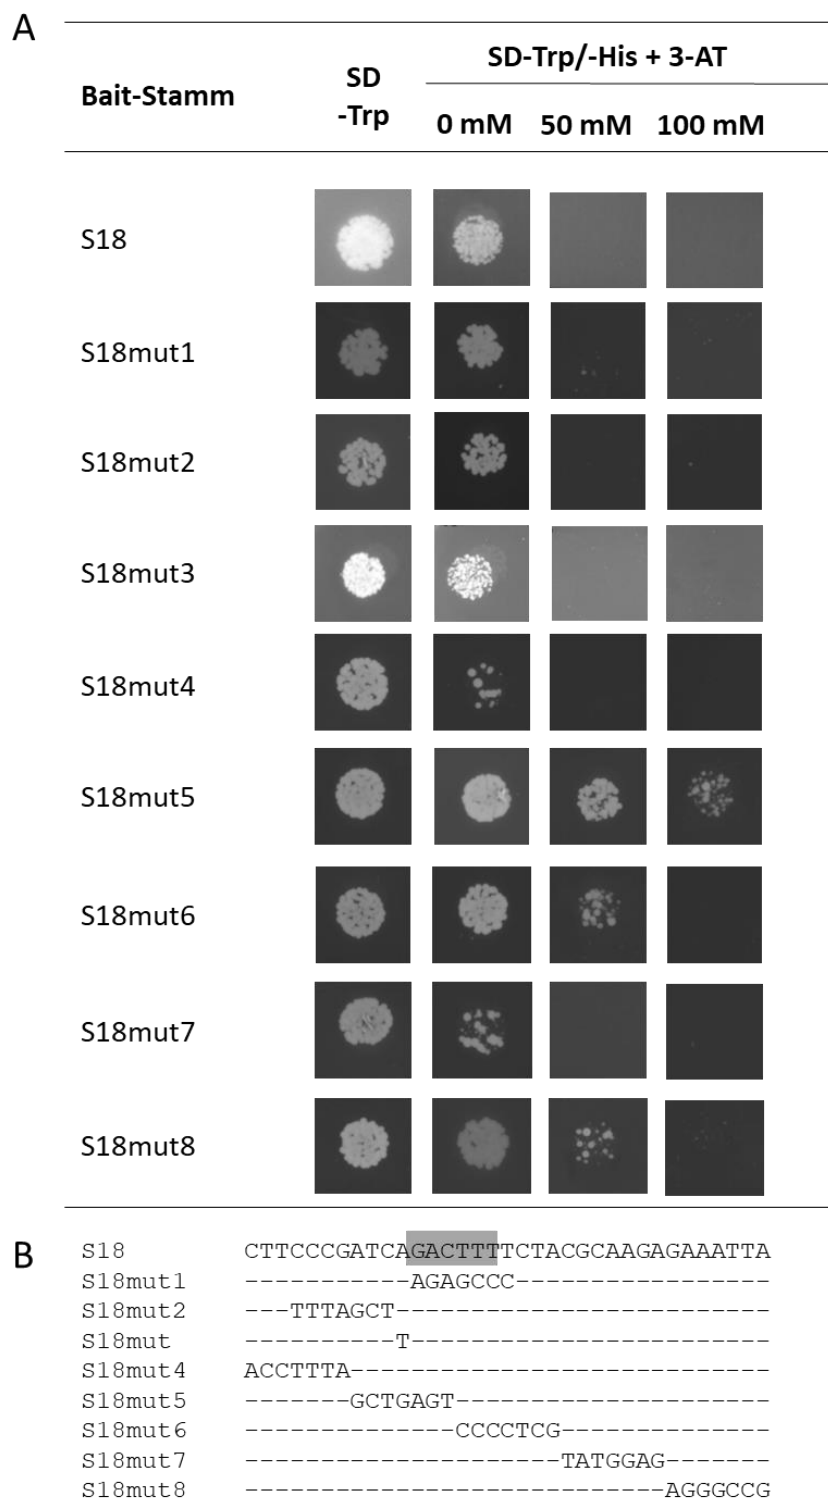 A
Bait-Stamm
SD
-Trp
SD-Trp/-His + 3-AT
0 mM 50 mM 100 mM
S18
S18mut1
S18mut2
S18mut3
S18mut4
S18mut5
S18mut6
S18mut7
S18mut8
B
S18 CTTCCCGATCAGACTTTTCTACGCAAGAGAAATTA
S18mut1 -----------AGAGCCC-----------------
S18mut2 ---TTTAGCT-------------------------
S18mut ----------T------------------------
S18mut4 ACCTTTA----------------------------
S18mut5 -------GCTGAGT---------------------
S18mut6 --------------CCCCTCG--------------
S18mut7 ---------------------TATGGAG-------
S18mut8 ----------------------------AGGGCCG